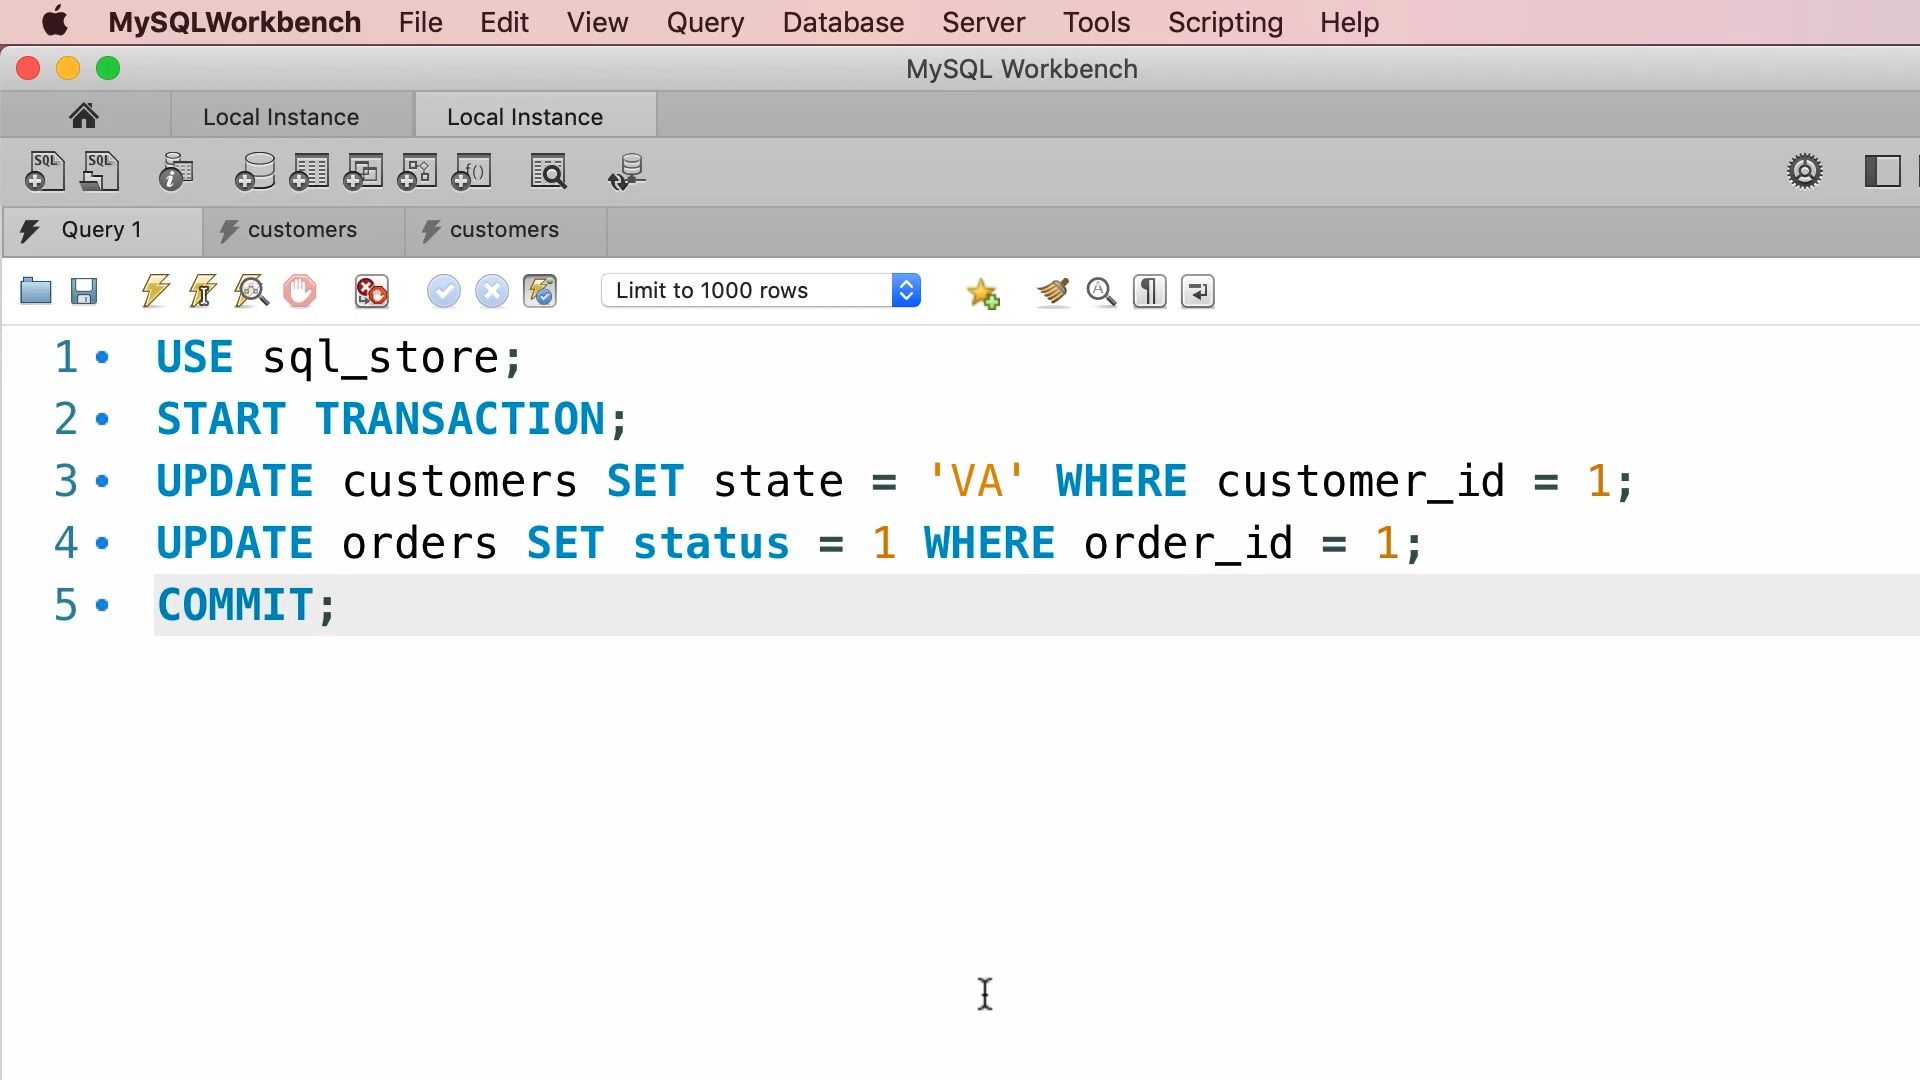 MySQLWorkbench File Edit View Query Database Server Tools Scripting Help
MySQL Workbench
Local Instance Local Instance
SQL SQL
Query 1 customers customers
Limit to 1000 rows
1 USE sql_store;
2 START TRANSACTION;
3 UPDATE customers SET state = 'VA' WHERE customer_id = 1;
4 UPDATE orders SET status = 1 WHERE order_id = 1;
5 COMMIT;